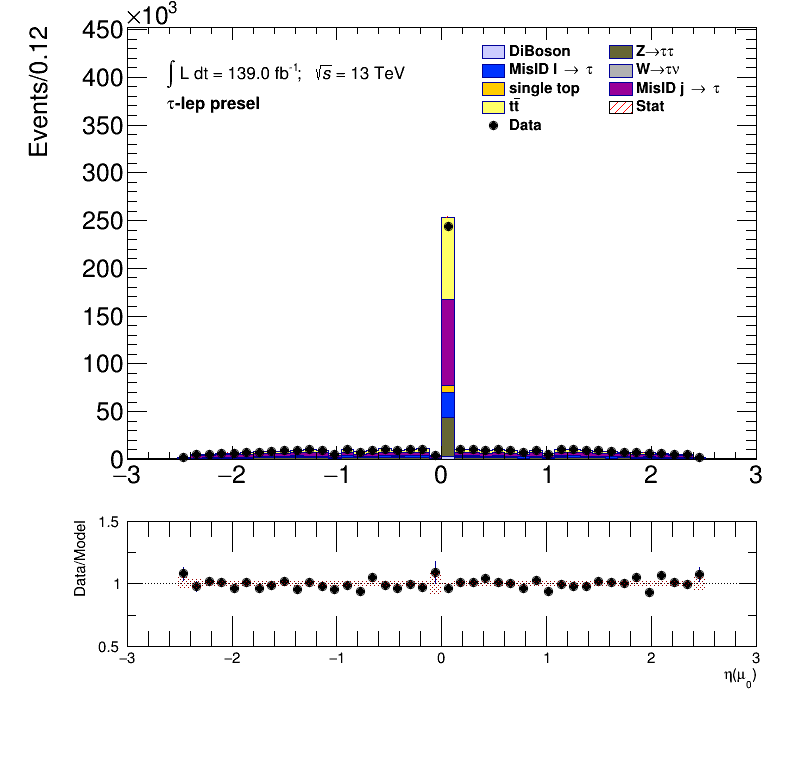 ×10³
Events/0.12
450
400
350
300
250
200
150
100
50
0
∫ L dt = 139.0 fb⁻¹; √s = 13 TeV
τ-lep presel
DiBoson
MisID l → τ
single top
tt̄
Data
Z→ττ
W→τν
MisID j → τ
Stat
−3 −2 −1 0 1 2 3
Data/Model
1.5
1
0.5
−3 −2 −1 0 1 2 3
η(μ₀)